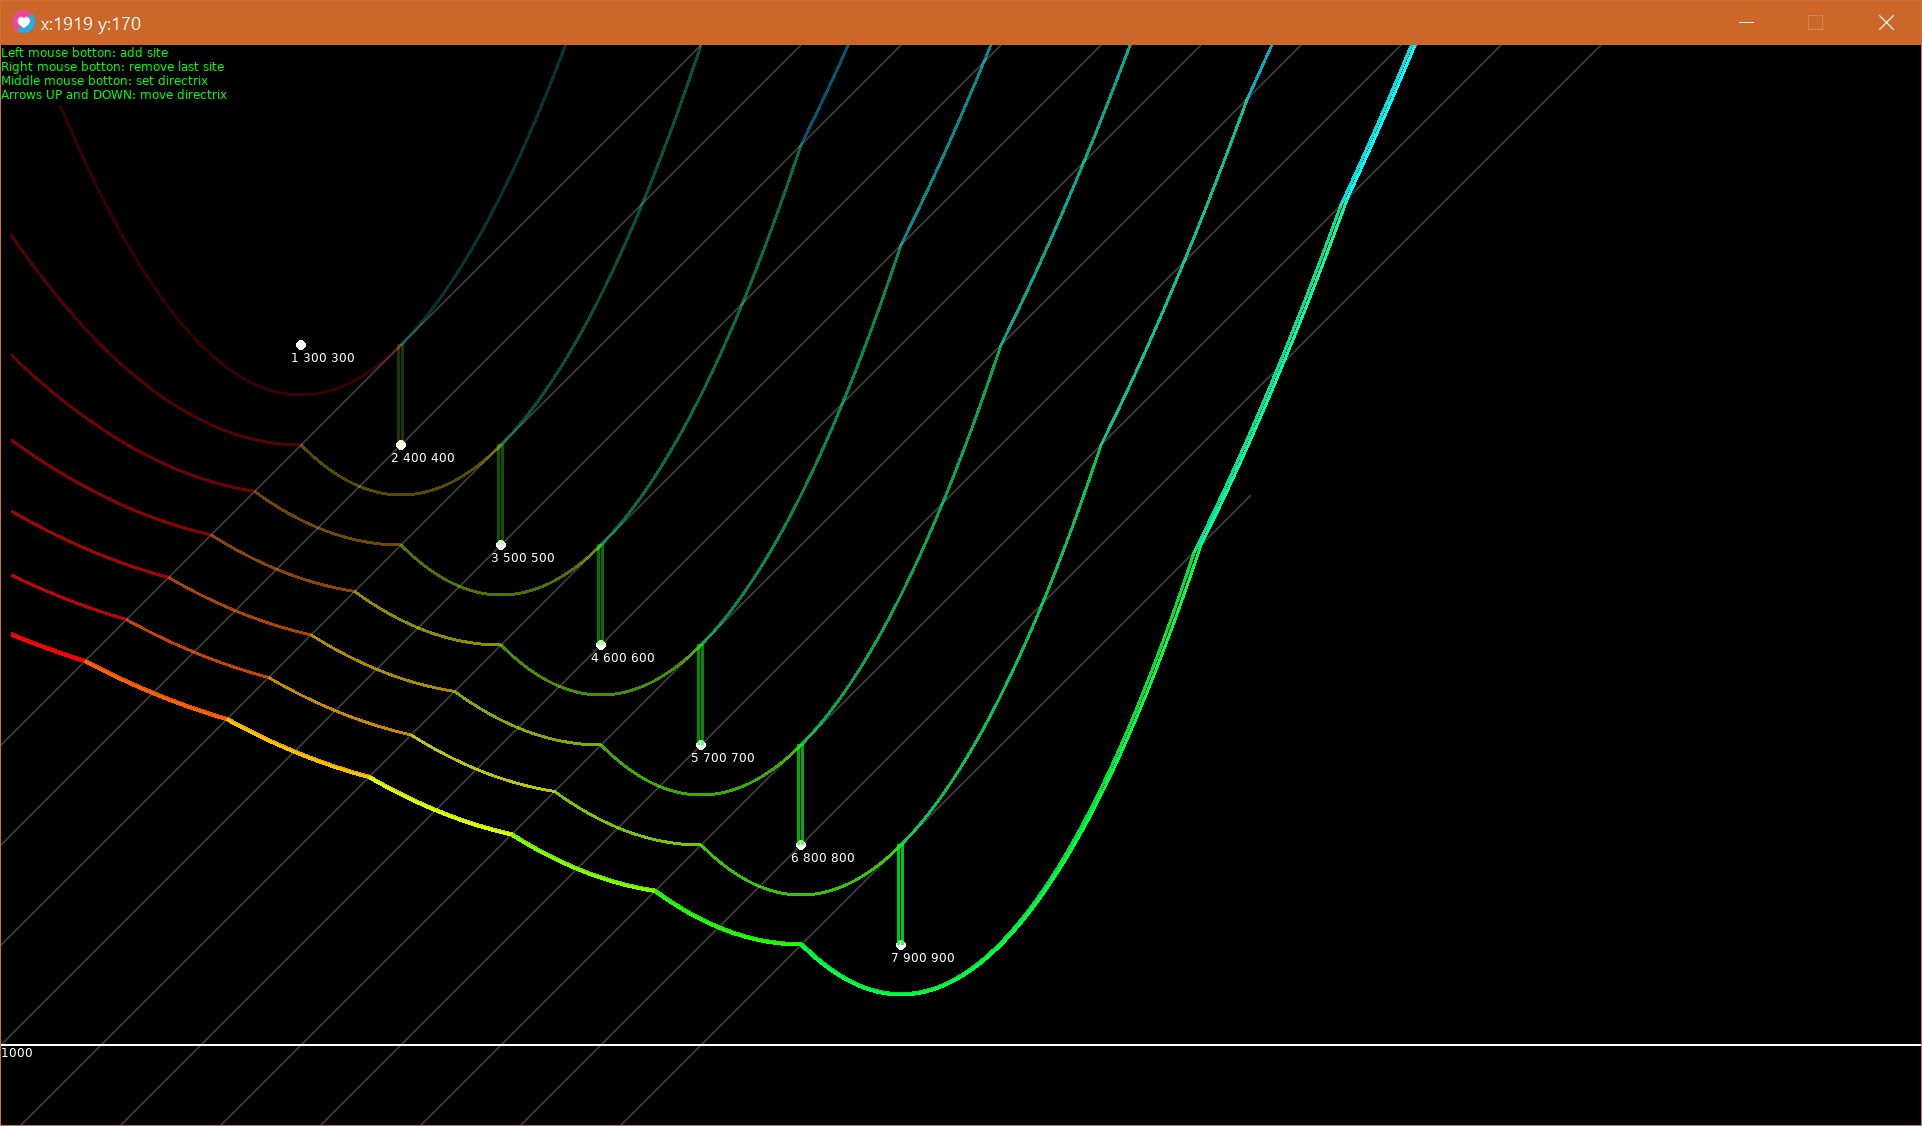 x:1919 y:170
Left mouse botton: add site
Right mouse botton: remove last site
Middle mouse botton: set directrix
Arrows UP and DOWN: move directrix
1 300 300
2 400 400
3 500 500
4 600 600
5 700 700
6 800 800
7 900 900
1000